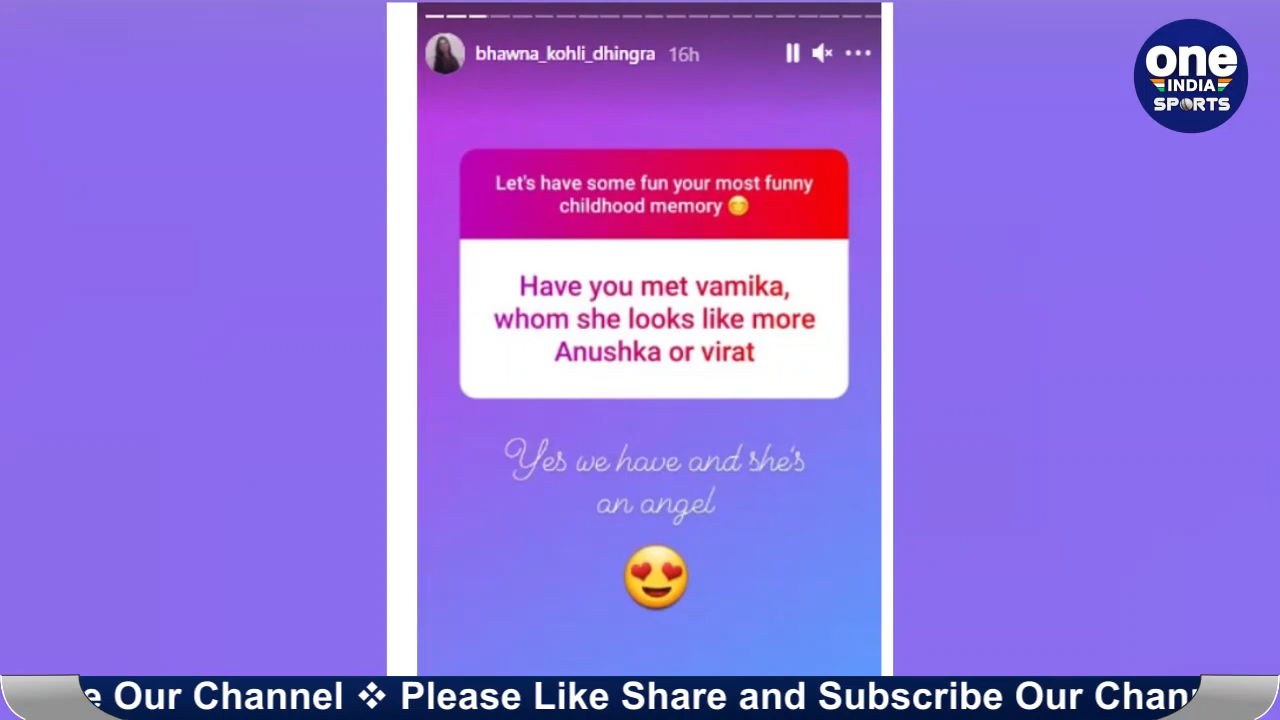 bhawna_kohli_dhingra 16h
one
INDIA
SPORTS
Let's have some fun your most funny
childhood memory 😊
Have you met vamika,
whom she looks like more
Anushka or virat
Yes we have and she's
an angel
😍
e Our Channel ❖ Please Like Share and Subscribe Our Chan